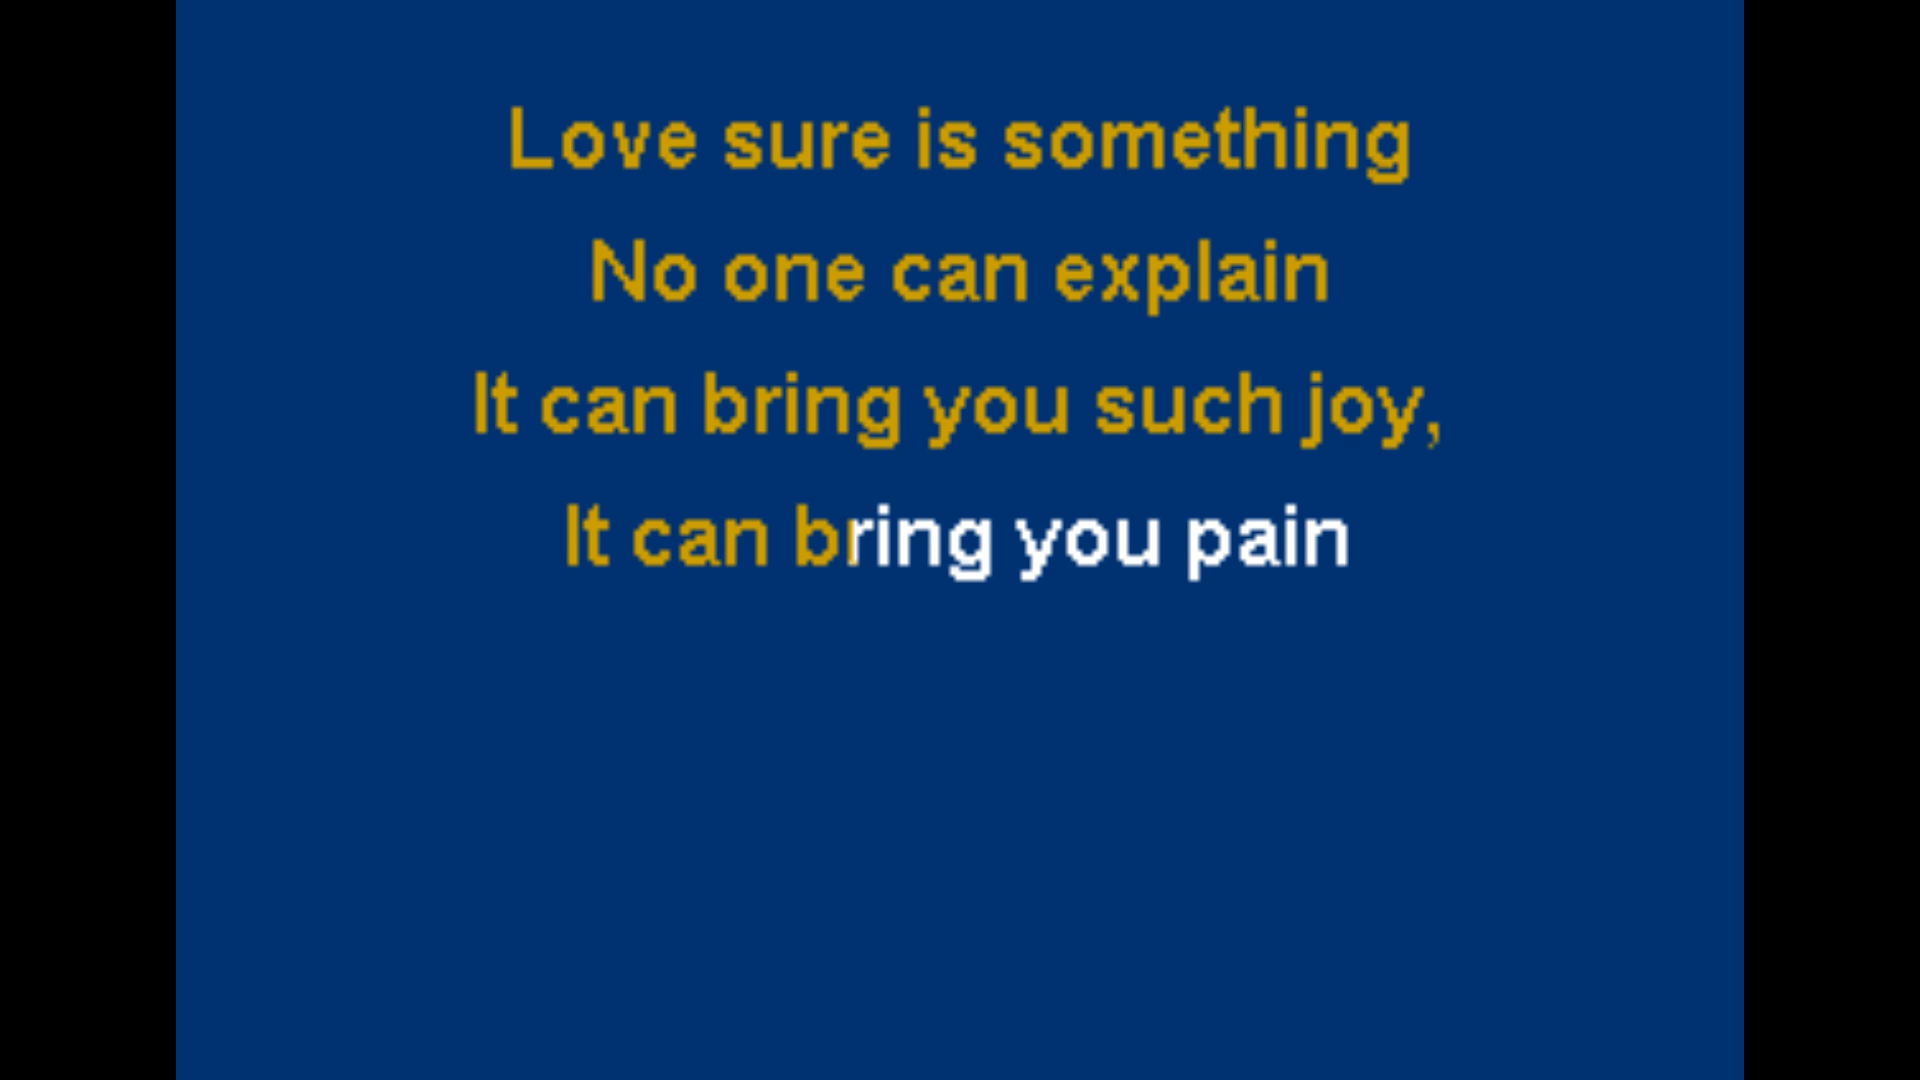 Love sure is something
No one can explain
It can bring you such joy,
It can bring you pain